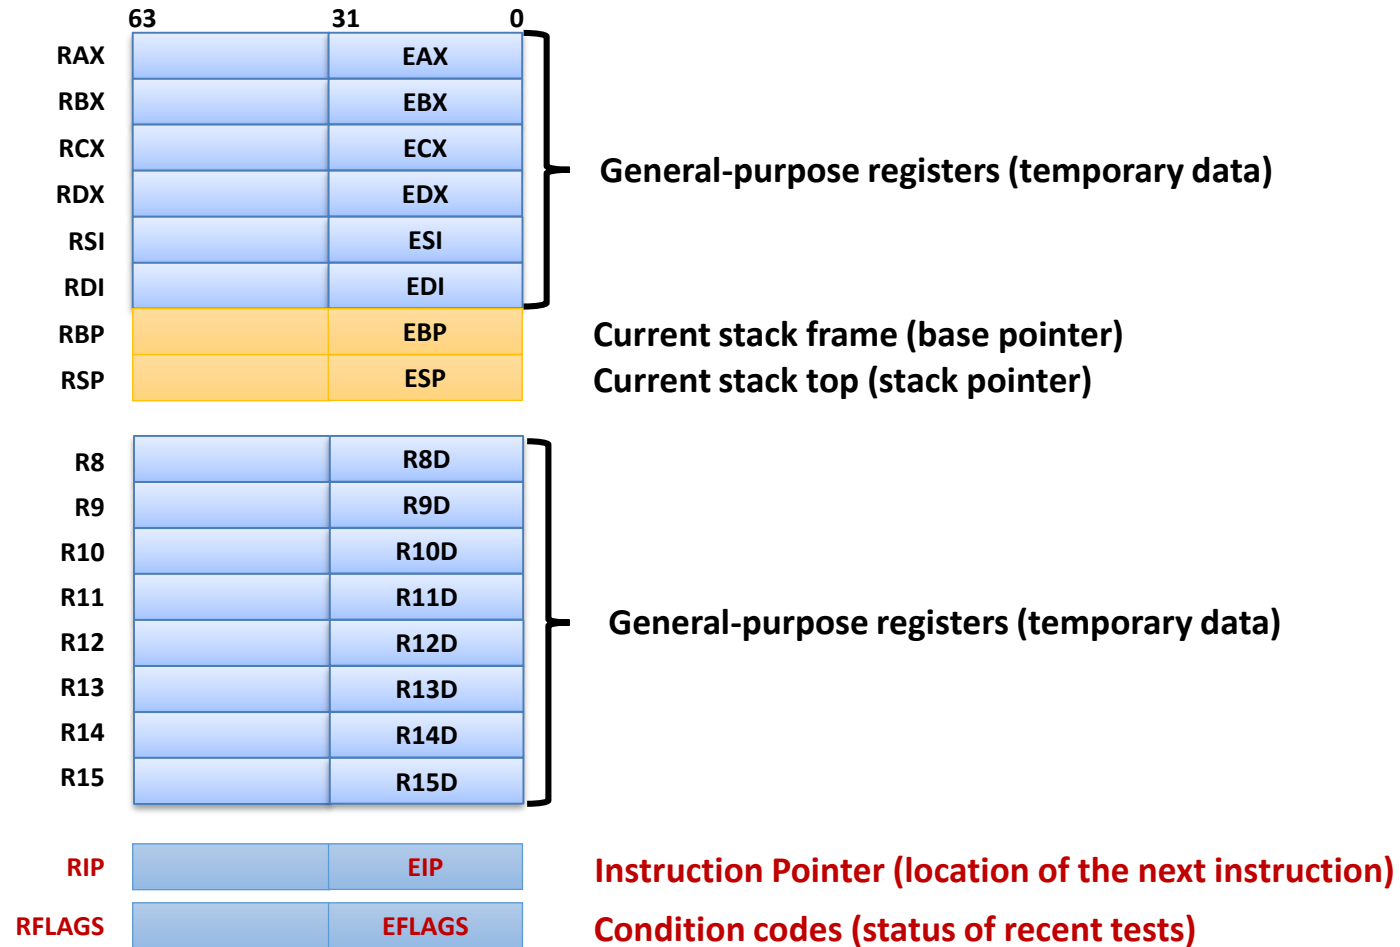 63 31 0
RAX EAX
RBX EBX
RCX ECX
RDX EDX
General-purpose registers (temporary data)
RSI ESI
RDI EDI
RBP EBP Current stack frame (base pointer)
RSP ESP Current stack top (stack pointer)
R8 R8D
R9 R9D
R10 R10D
R11 R11D
R12 R12D
General-purpose registers (temporary data)
R13 R13D
R14 R14D
R15 R15D
RIP EIP Instruction Pointer (location of the next instruction)
RFLAGS EFLAGS Condition codes (status of recent tests)